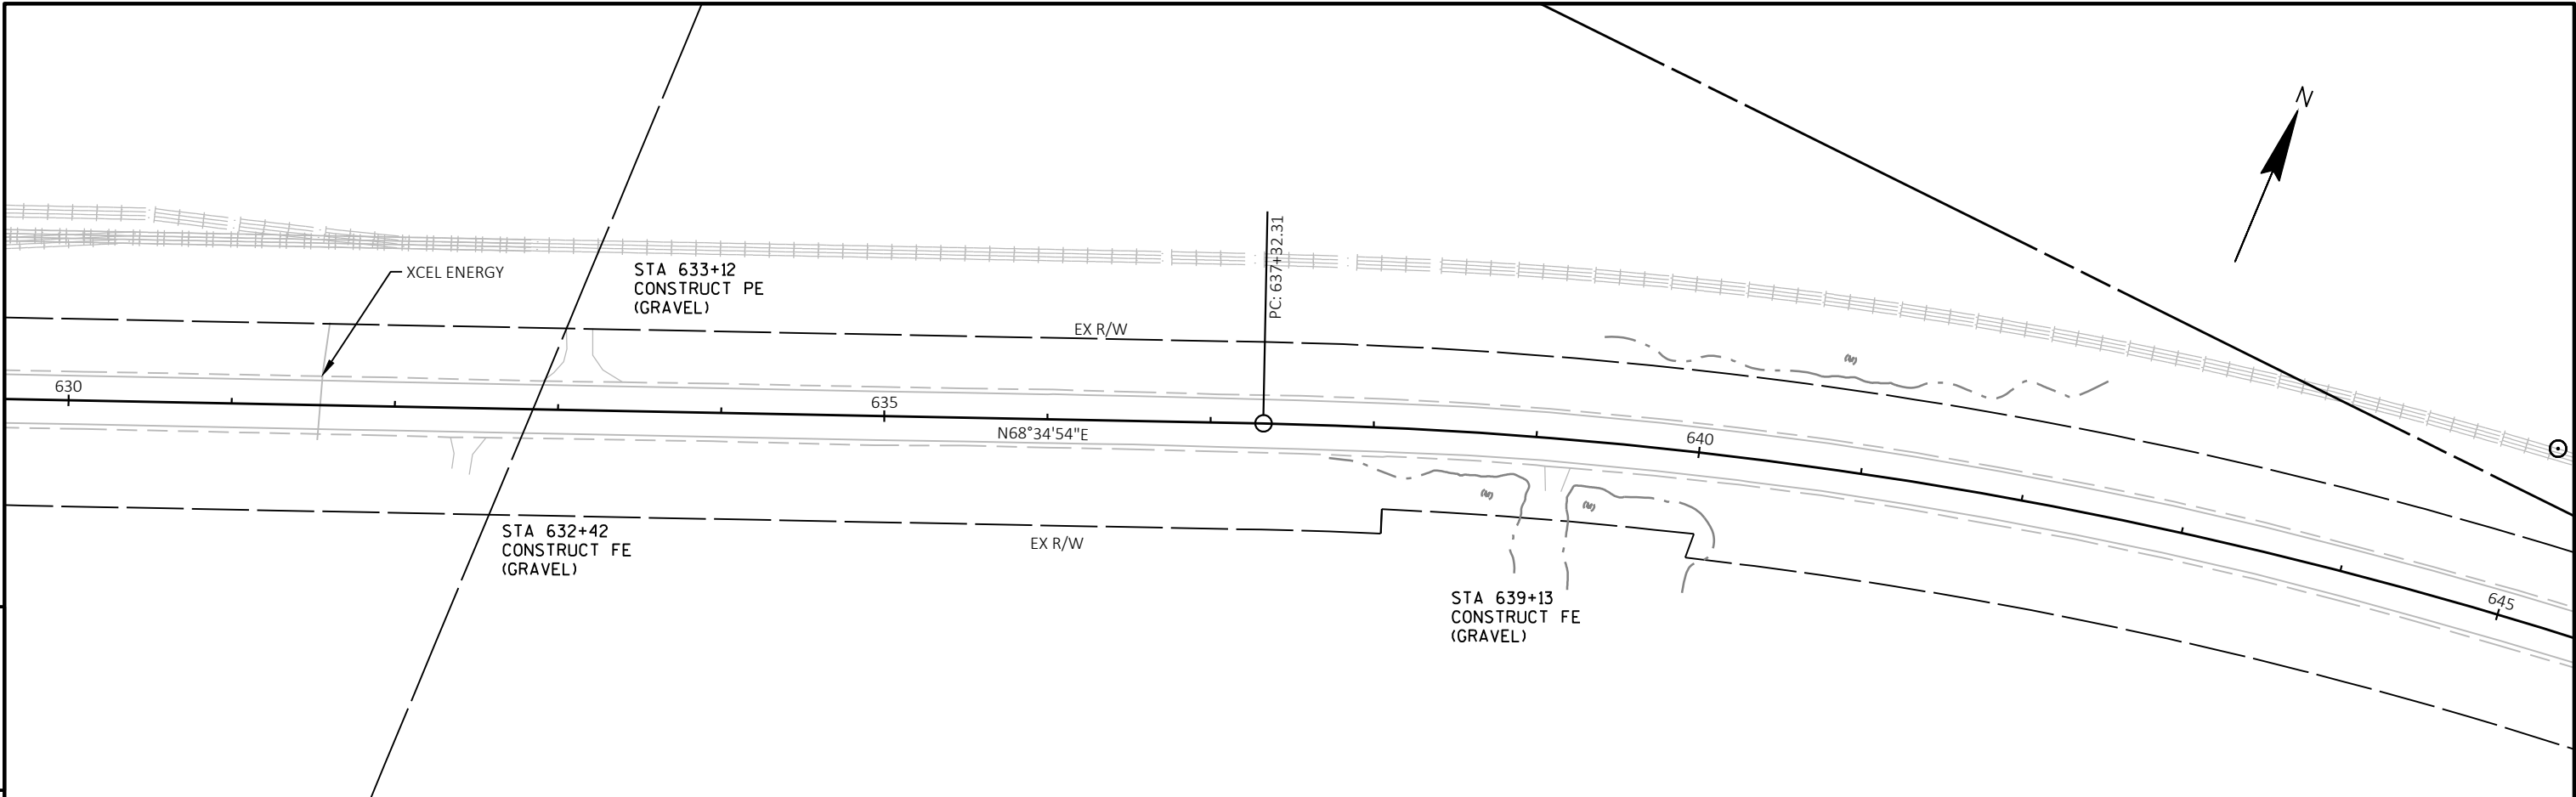 N
XCEL ENERGY
STA 633+12
CONSTRUCT PE
(GRAVEL)
PC: 637+32.31
EX R/W
630
635
N68°34'54"E
640
645
STA 632+42
CONSTRUCT FE
(GRAVEL)
EX R/W
STA 639+13
CONSTRUCT FE
(GRAVEL)